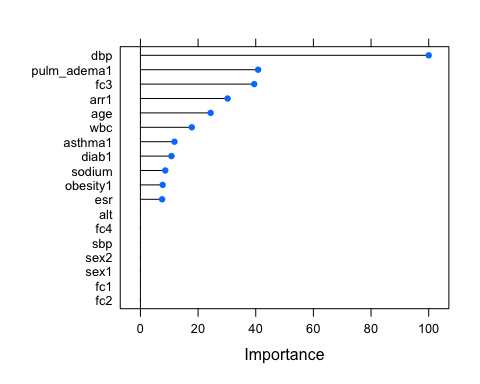 dbp
pulm_adema1
fc3
arr1
age
wbc
asthma1
diab1
sodium
obesity1
esr
alt
fc4
sbp
sex2
sex1
fc1
fc2
0 20 40 60 80 100
Importance